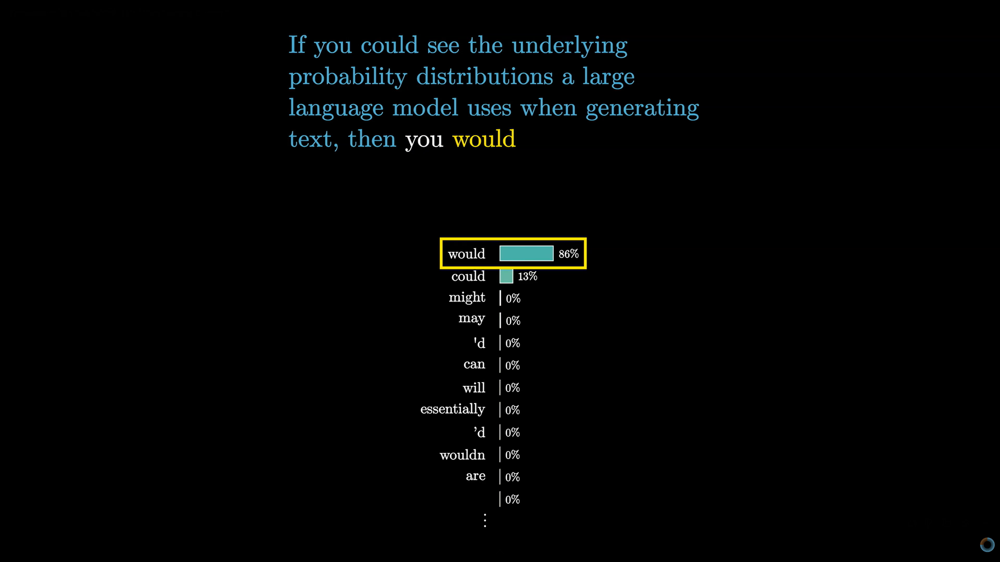 If you could see the underlying
probability distributions a large
language model uses when generating
text, then you would
would 86%
could 13%
might 0%
may 0%
'd 0%
can 0%
will 0%
essentially 0%
’d 0%
wouldn 0%
are 0%
0%
⋮